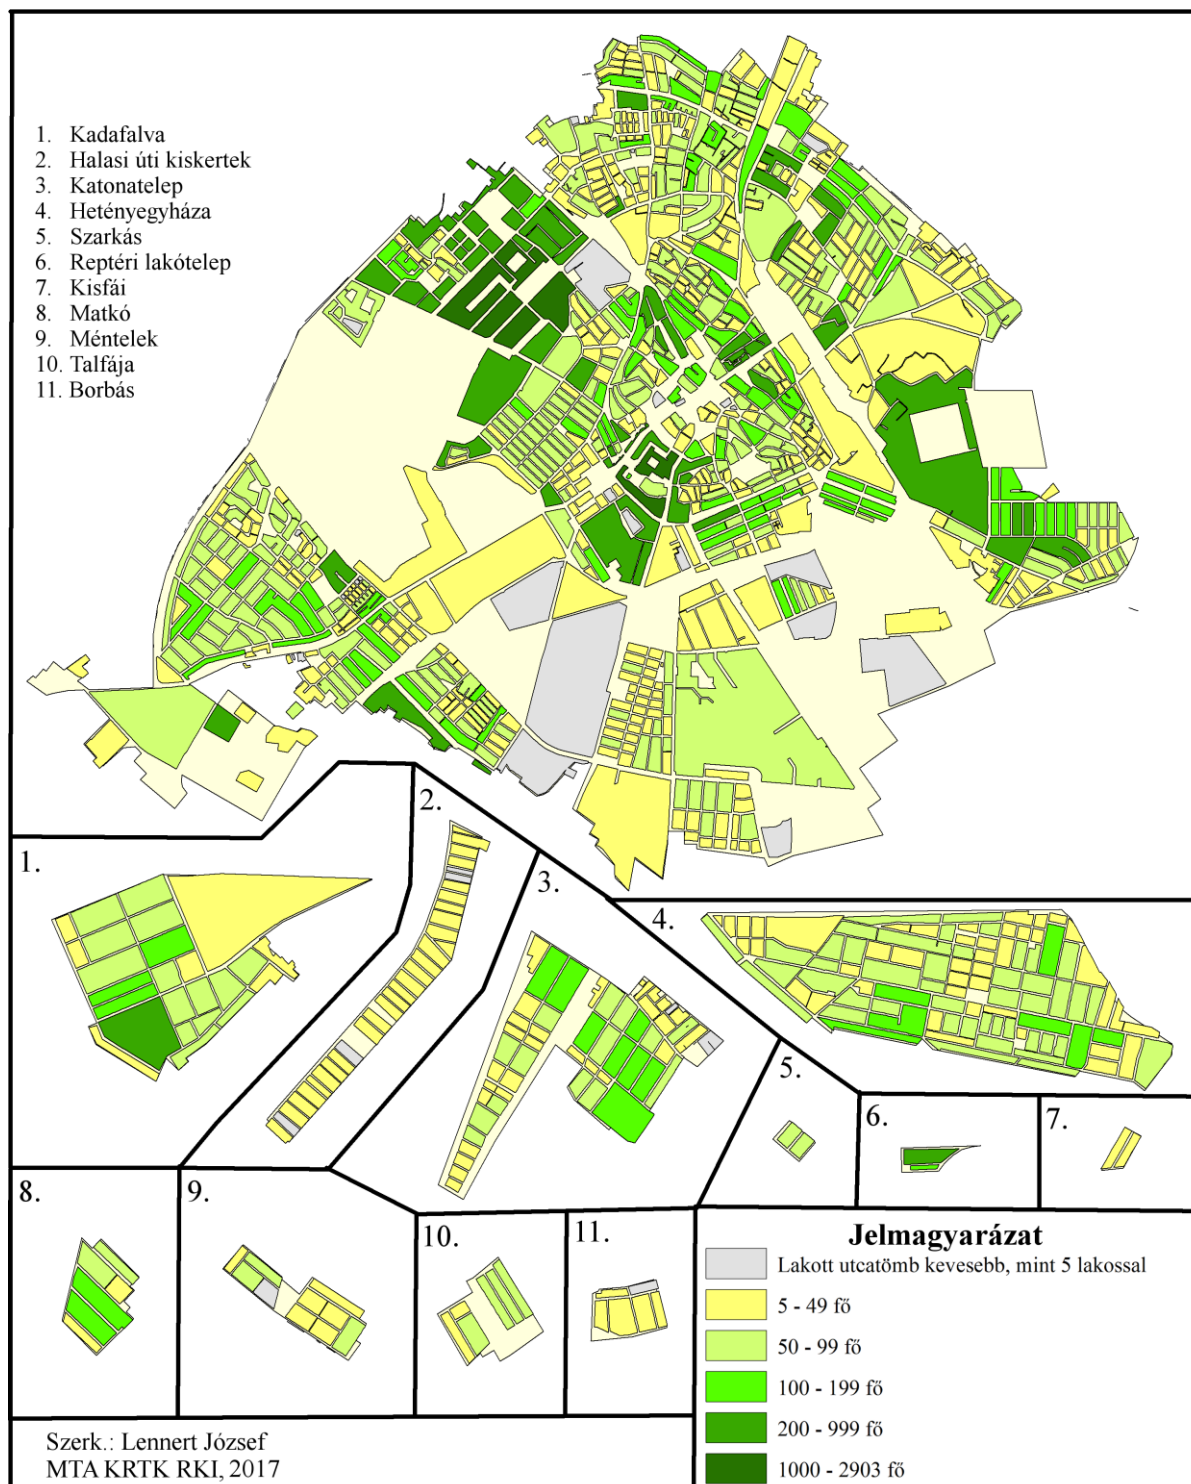 1. Kadafalva
2. Halasi úti kiskertek
3. Katonatelep
4. Hetényegyháza
5. Szarkás
6. Reptéri lakótelep
7. Kisfái
8. Matkó
9. Méntelek
10. Talfája
11. Borbás
1.
2.
3.
4.
5.
6.
7.
8.
9.
10.
11.
Jelmagyarázat
Lakott utcatömb kevesebb, mint 5 lakossal
5 - 49 fő
50 - 99 fő
100 - 199 fő
200 - 999 fő
1000 - 2903 fő
Szerk.: Lennert József
MTA KRTK RKI, 2017